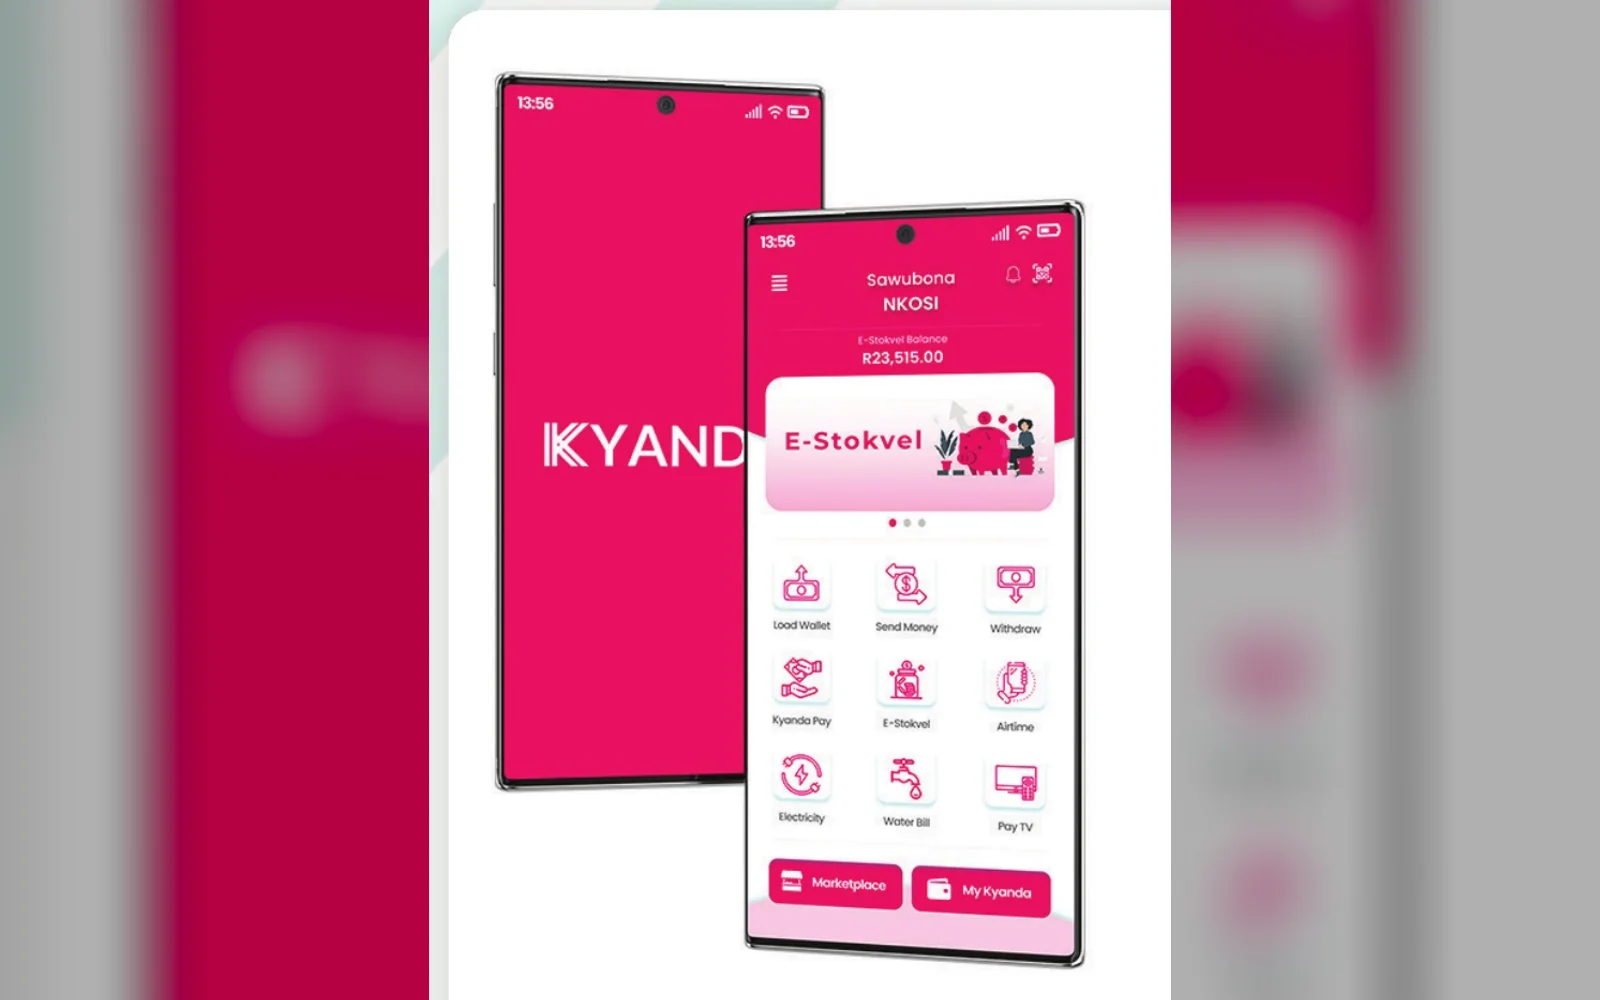 13:56
KYAND
13:56
Sawubona
NKOSI
E-Stokvel Balance
R23,515.00
E-Stokvel
Load Wallet
Send Money
Withdraw
Kyanda Pay
E-Stokvel
Airtime
Electricity
Water Bill
Pay TV
Marketplace
My Kyanda